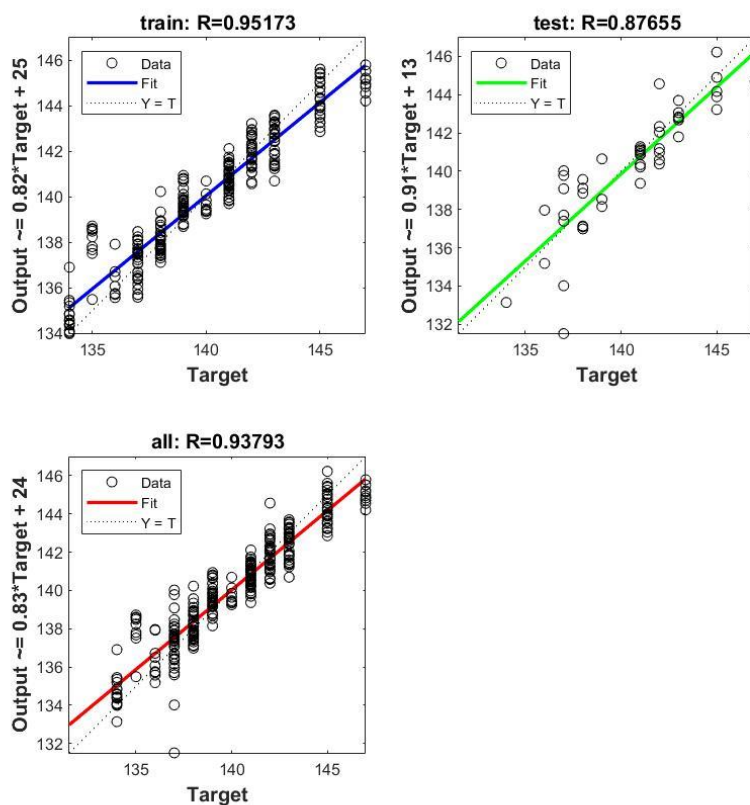 train: R=0.95173
Output ~= 0.82*Target + 25
146
144
142
140
138
136
134
Data
Fit
Y = T
135
140
145
Target
test: R=0.87655
Output ~= 0.91*Target + 13
146
144
142
140
138
136
134
132
Data
Fit
Y = T
135
140
145
Target
all: R=0.93793
Output ~= 0.83*Target + 24
146
144
142
140
138
136
134
132
Data
Fit
Y = T
135
140
145
Target